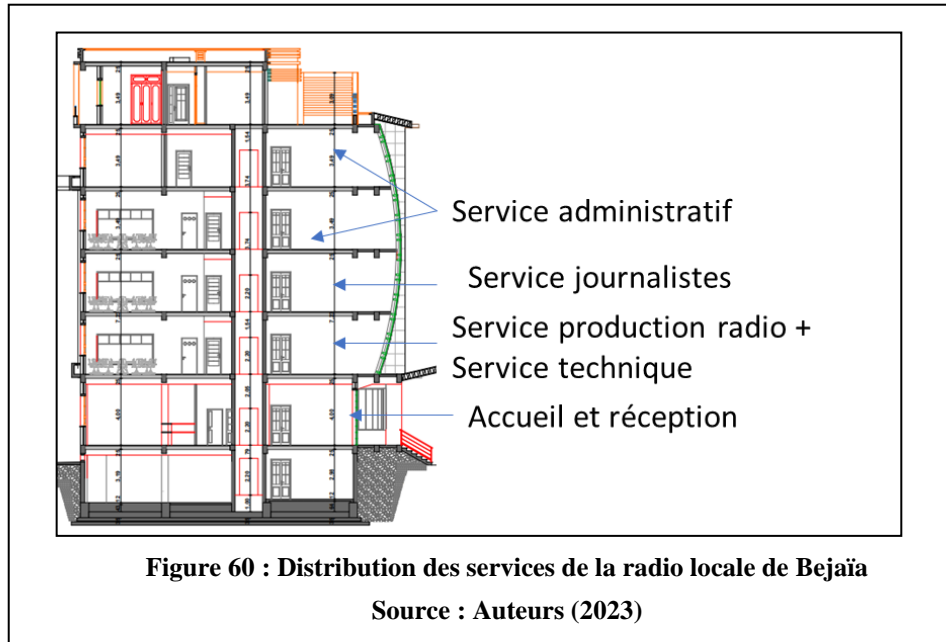 Service administratif
Service journalistes
Service production radio +
Service technique
Accueil et réception
Figure 60 : Distribution des services de la radio locale de Bejaïa
Source : Auteurs (2023)